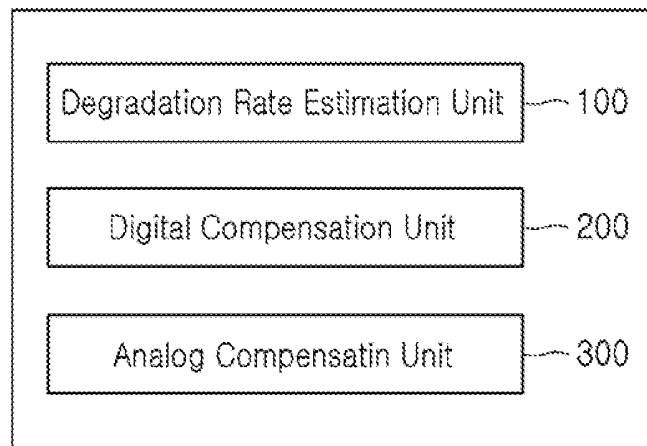 Degradation Rate Estimation Unit 100
Digital Compensation Unit 200
Analog Compensatin Unit 300